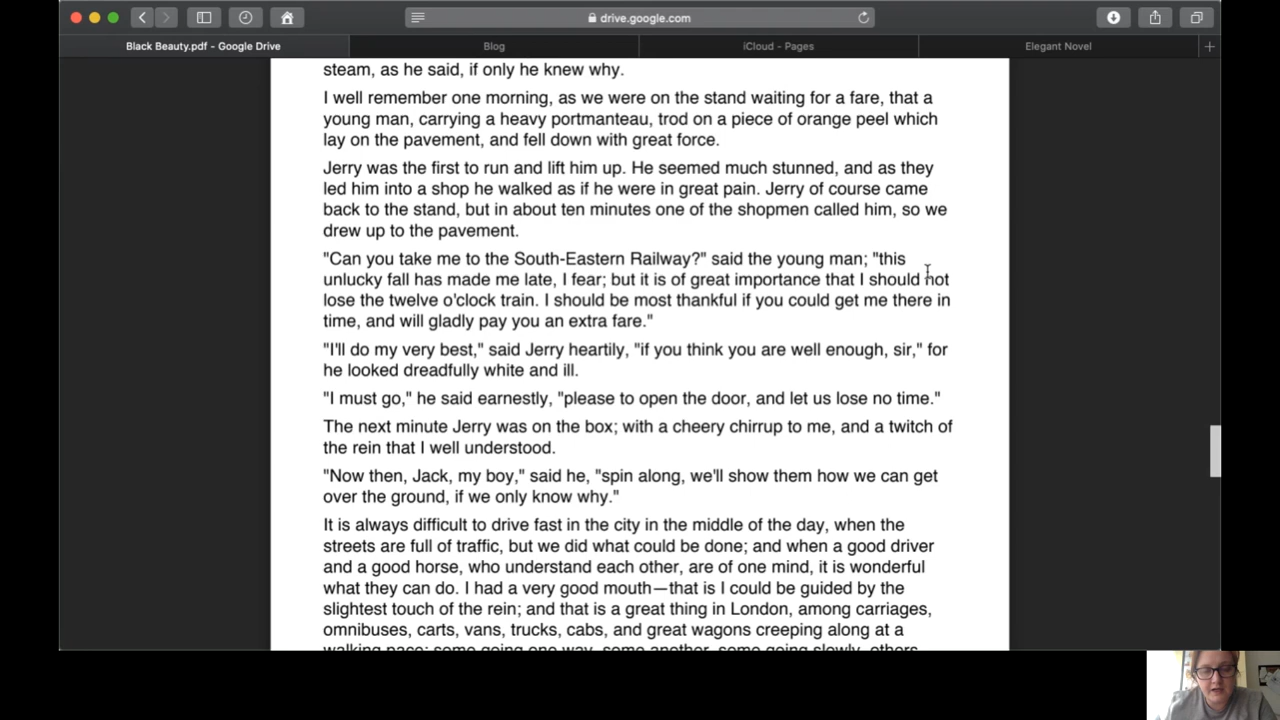 drive.google.com
Black Beauty.pdf - Google Drive
Blog
iCloud - Pages
Elegant Novel
steam, as he said, if only he knew why.
I well remember one morning, as we were on the stand waiting for a fare, that a
young man, carrying a heavy portmanteau, trod on a piece of orange peel which
lay on the pavement, and fell down with great force.
Jerry was the first to run and lift him up. He seemed much stunned, and as they
led him into a shop he walked as if he were in great pain. Jerry of course came
back to the stand, but in about ten minutes one of the shopmen called him, so we
drew up to the pavement.
"Can you take me to the South-Eastern Railway?" said the young man; "this
unlucky fall has made me late, I fear; but it is of great importance that I should not
lose the twelve o'clock train. I should be most thankful if you could get me there in
time, and will gladly pay you an extra fare."
"I'll do my very best," said Jerry heartily, "if you think you are well enough, sir," for
he looked dreadfully white and ill.
"I must go," he said earnestly, "please to open the door, and let us lose no time."
The next minute Jerry was on the box; with a cheery chirrup to me, and a twitch of
the rein that I well understood.
"Now then, Jack, my boy," said he, "spin along, we'll show them how we can get
over the ground, if we only know why."
It is always difficult to drive fast in the city in the middle of the day, when the
streets are full of traffic, but we did what could be done; and when a good driver
and a good horse, who understand each other, are of one mind, it is wonderful
what they can do. I had a very good mouth—that is I could be guided by the
slightest touch of the rein; and that is a great thing in London, among carriages,
omnibuses, carts, vans, trucks, cabs, and great wagons creeping along at a
walking pace; some going one way, some another, some going slowly, others